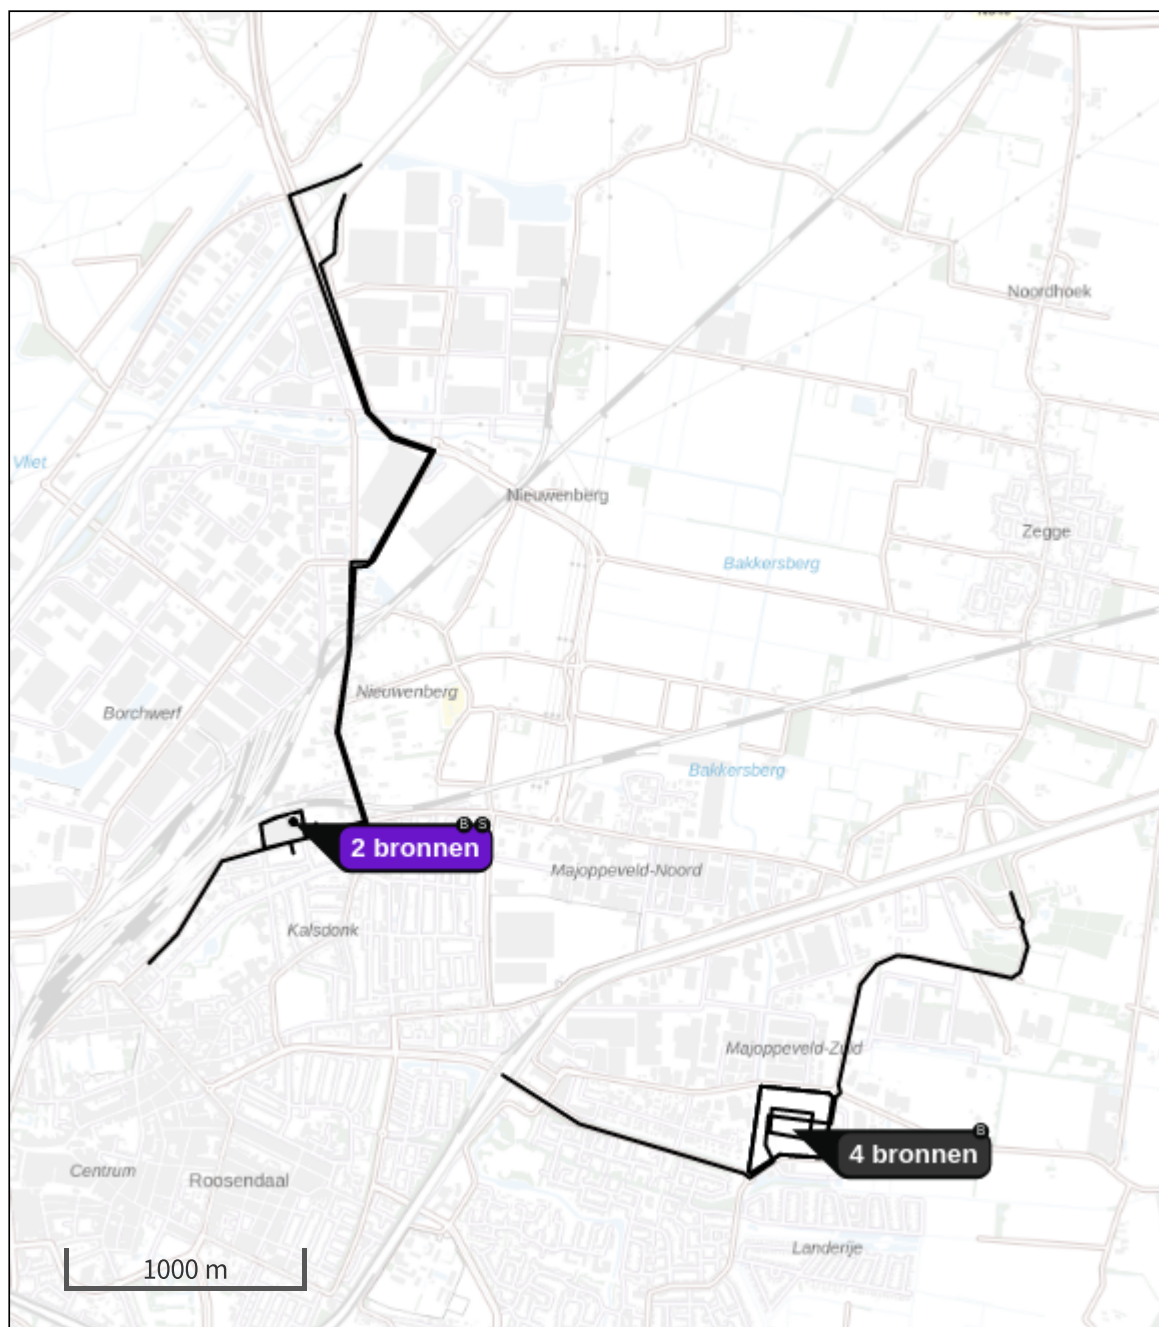 Noordhoek
Vliet
Nieuwenberg
Zegge
Bakkersberg
Nieuwenberg
Borchwerf
Bakkersberg
B S
2 bronnen
Majoppeveld-Noord
Kalsdonk
Majoppeveld-Zuid
B
4 bronnen
Centrum
Roosendaal
Landerije
1000 m